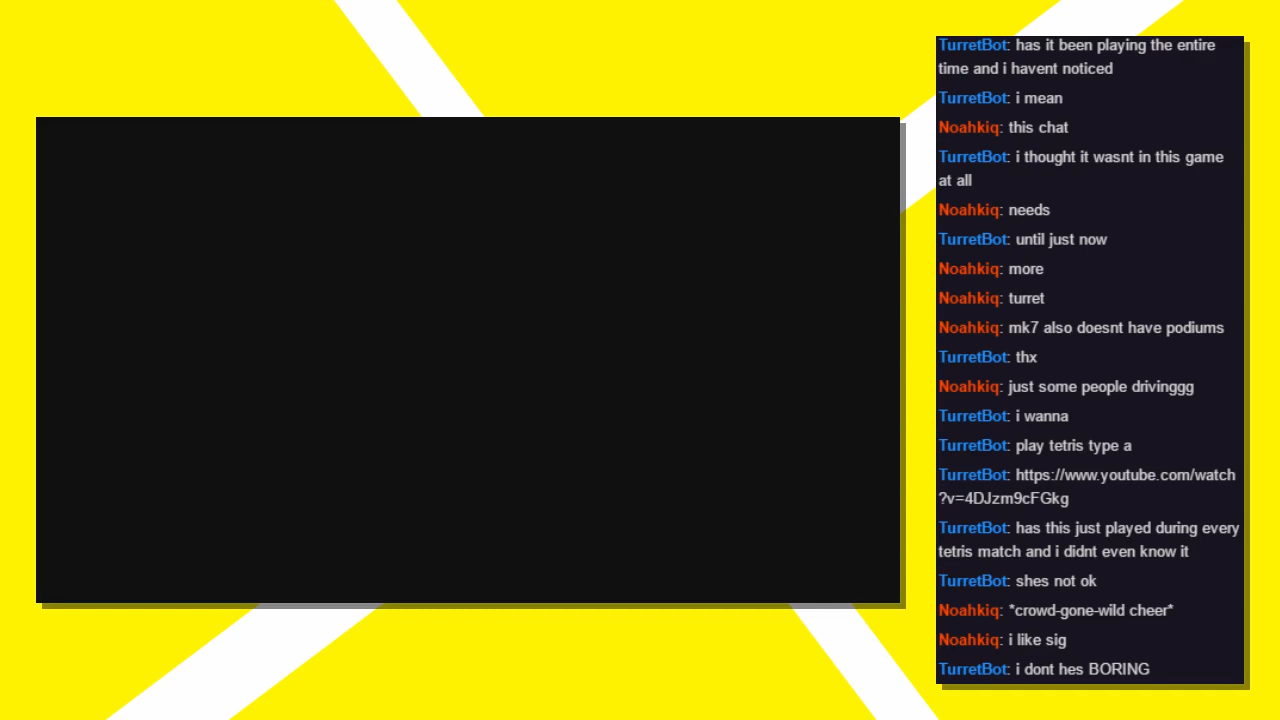 TurretBot: has it been playing the entire
time and i havent noticed
TurretBot: i mean
Noahkiq: this chat
TurretBot: i thought it wasnt in this game
at all
Noahkiq: needs
TurretBot: until just now
Noahkiq: more
Noahkiq: turret
Noahkiq: mk7 also doesnt have podiums
TurretBot: thx
Noahkiq: just some people drivinggg
TurretBot: i wanna
TurretBot: play tetris type a
TurretBot: https://www.youtube.com/watch
?v=4DJzm9cFGkg
TurretBot: has this just played during every
tetris match and i didnt even know it
TurretBot: shes not ok
Noahkiq: *crowd-gone-wild cheer*
Noahkiq: i like sig
TurretBot: i dont hes BORING